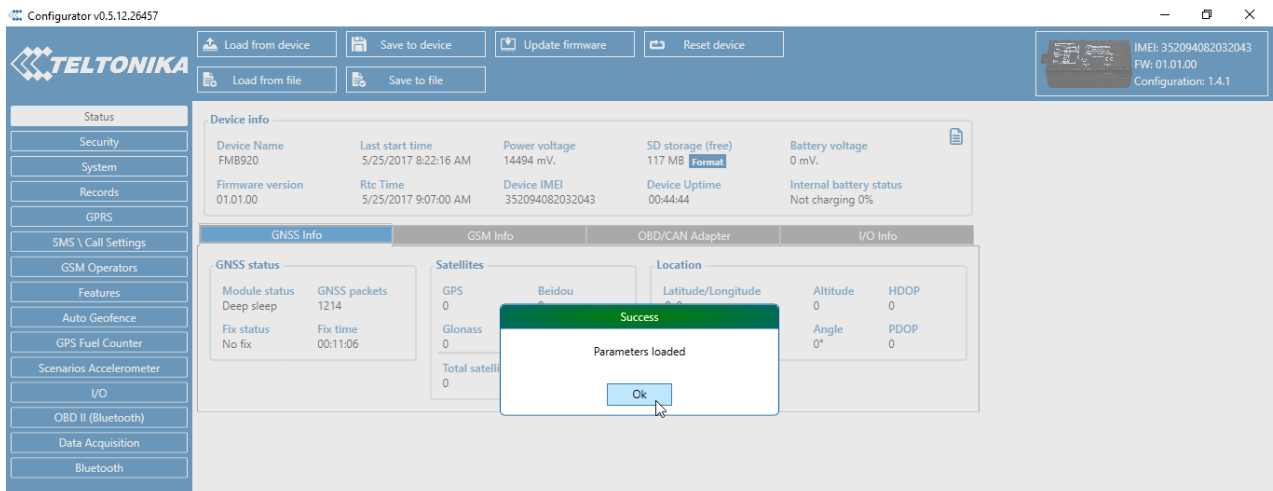 Configurator v0.5.12.26457
TELTONIKA
Load from device
Save to device
Update firmware
Reset device
Load from file
Save to file
IMEI: 352094082032043
FW: 01.01.00
Configuration: 1.4.1
Status
Security
System
Records
GPRS
SMS \ Call Settings
GSM Operators
Features
Auto Geofence
GPS Fuel Counter
Scenarios Accelerometer
I/O
OBD II (Bluetooth)
Data Acquisition
Bluetooth
Device info
Device Name
FMB920
Last start time
5/25/2017 8:22:16 AM
Power voltage
14494 mV.
SD storage (free)
117 MB Format
Battery voltage
0 mV.
Firmware version
01.01.00
Rtc Time
5/25/2017 9:07:00 AM
Device IMEI
352094082032043
Device Uptime
00:44:44
Internal battery status
Not charging 0%
GNSS Info
GSM Info
OBD/CAN Adapter
I/O Info
GNSS status
Module status
Deep sleep
GNSS packets
1214
Fix status
No fix
Fix time
00:11:06
Satellites
GPS
0
Beidou
Glonass
0
Total satelli
0
Location
Latitude/Longitude
Altitude
0
HDOP
0
Angle
0°
PDOP
0
Success
Parameters loaded
Ok